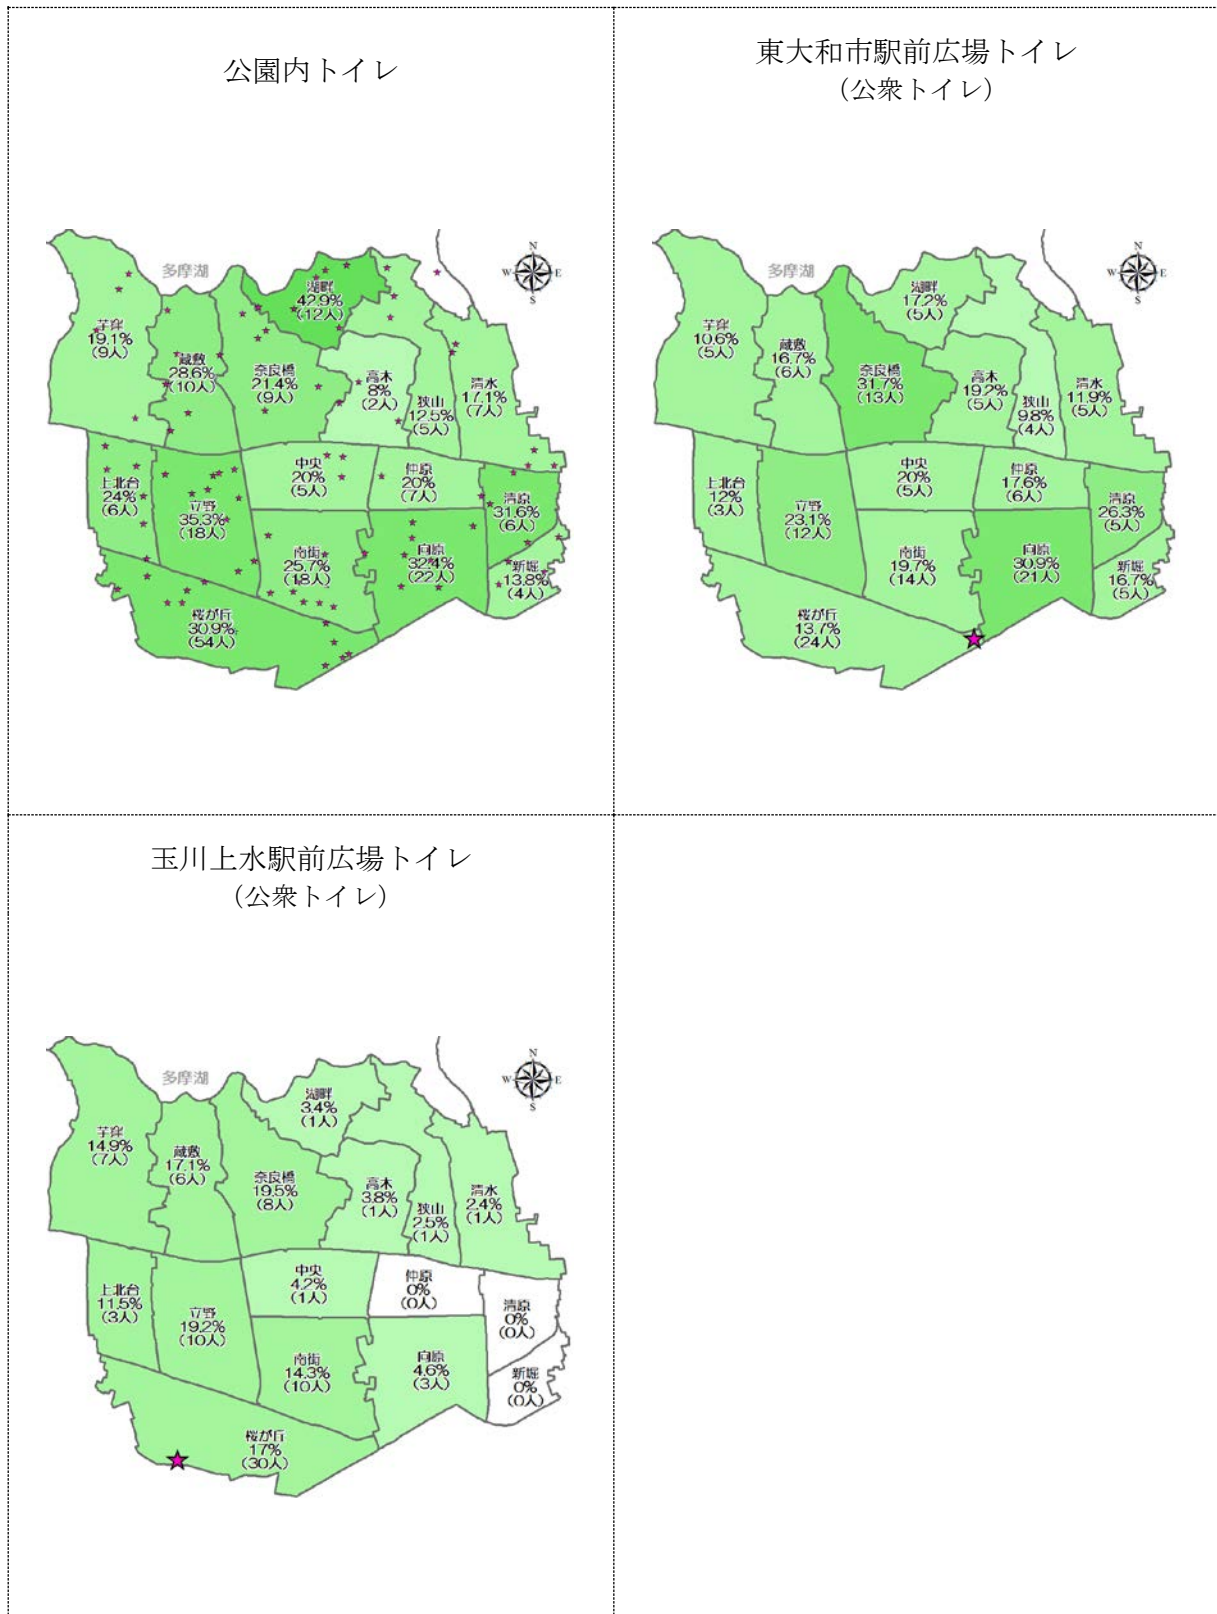 公園内トイレ
多摩湖
N
W
E
S
湖畔
42.9%
(12人)
芋窪
19.1%
(9人)
蔵敷
28.6%
(10人)
奈良橋
21.4%
(9人)
高木
8%
(2人)
狭山
12.5%
(5人)
清水
17.1%
(7人)
上北台
24%
(6人)
立野
35.3%
(18人)
中央
20%
(5人)
仲原
20%
(7人)
清原
31.6%
(6人)
南街
25.7%
(18人)
向原
32.4%
(22人)
新堀
13.8%
(4人)
桜が丘
30.9%
(54人)
東大和市駅前広場トイレ
(公衆トイレ)
多摩湖
N
W
E
S
湖畔
17.2%
(5人)
芋窪
10.6%
(5人)
蔵敷
16.7%
(6人)
奈良橋
31.7%
(13人)
高木
19.2%
(5人)
狭山
9.8%
(4人)
清水
11.9%
(5人)
上北台
12%
(3人)
立野
23.1%
(12人)
中央
20%
(5人)
仲原
17.6%
(6人)
清原
26.3%
(5人)
南街
19.7%
(14人)
向原
30.9%
(21人)
新堀
16.7%
(5人)
桜が丘
13.7%
(24人)
玉川上水駅前広場トイレ
(公衆トイレ)
多摩湖
N
W
E
S
湖畔
3.4%
(1人)
芋窪
14.9%
(7人)
蔵敷
17.1%
(6人)
奈良橋
19.5%
(8人)
高木
3.8%
(1人)
狭山
2.5%
(1人)
清水
2.4%
(1人)
上北台
11.5%
(3人)
立野
19.2%
(10人)
中央
4.2%
(1人)
仲原
0%
(0人)
清原
0%
(0人)
南街
14.3%
(10人)
向原
4.6%
(3人)
新堀
0%
(0人)
桜が丘
17%
(30人)